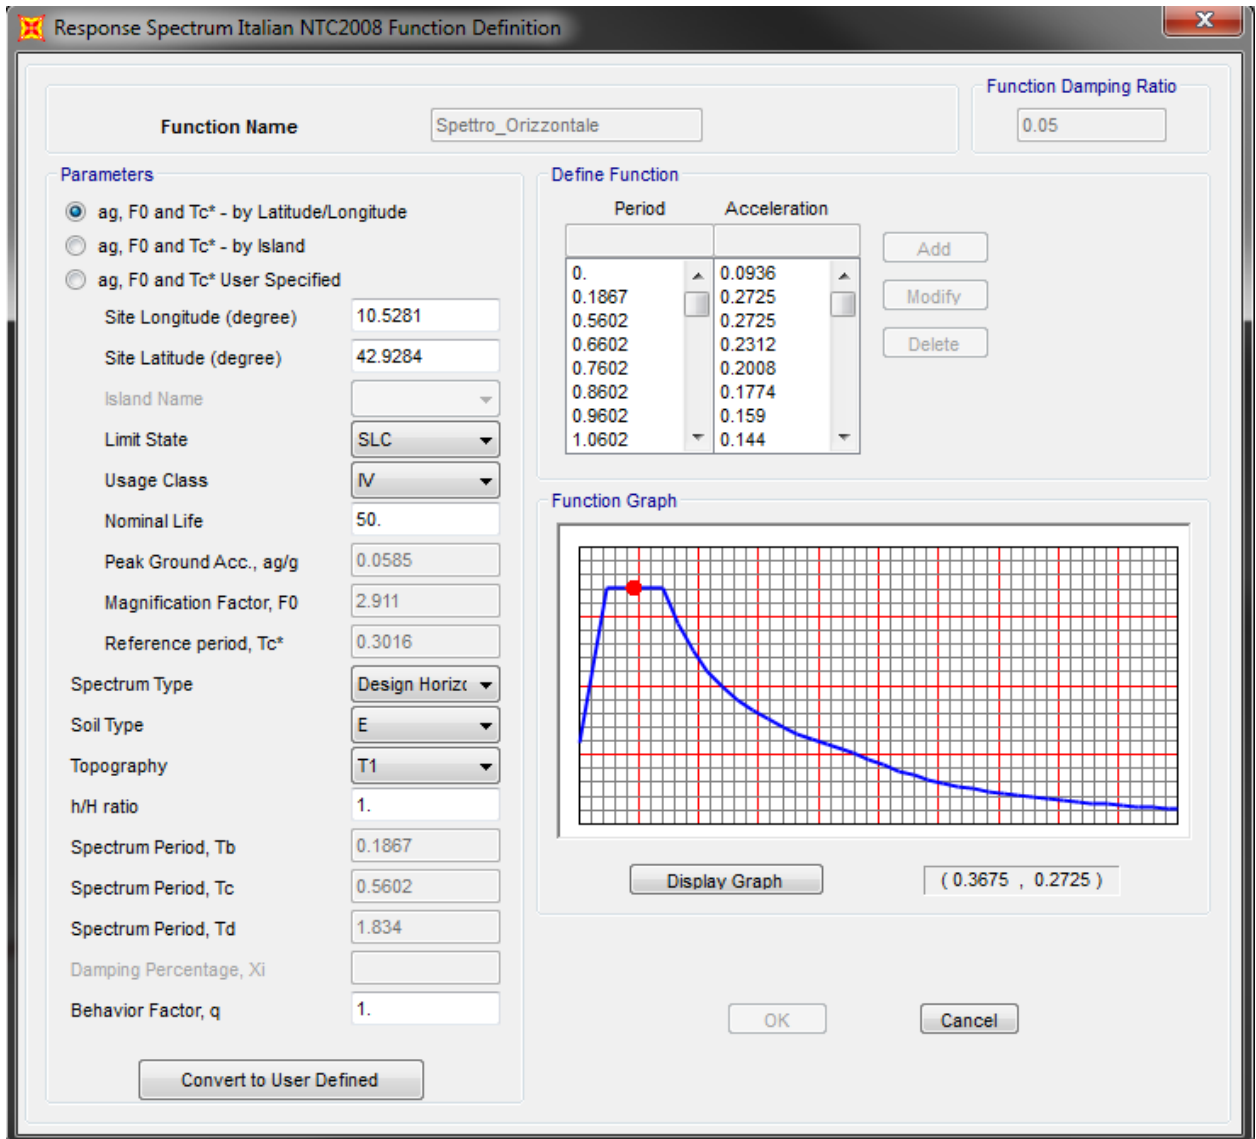 Response Spectrum Italian NTC2008 Function Definition
x
Function Name
Spettro_Orizzontale
Function Damping Ratio
0.05
Parameters
ag, F0 and Tc* - by Latitude/Longitude
ag, F0 and Tc* - by Island
ag, F0 and Tc* User Specified
Site Longitude (degree) 10.5281
Site Latitude (degree) 42.9284
Island Name
Limit State SLC
Usage Class IV
Nominal Life 50.
Peak Ground Acc., ag/g 0.0585
Magnification Factor, F0 2.911
Reference period, Tc* 0.3016
Spectrum Type Design Horizc
Soil Type E
Topography T1
h/H ratio 1.
Spectrum Period, Tb 0.1867
Spectrum Period, Tc 0.5602
Spectrum Period, Td 1.834
Damping Percentage, Xi
Behavior Factor, q 1.
Convert to User Defined
Define Function
Period Acceleration
0. 0.0936
0.1867 0.2725
0.5602 0.2725
0.6602 0.2312
0.7602 0.2008
0.8602 0.1774
0.9602 0.159
1.0602 0.144
Add
Modify
Delete
Function Graph
Display Graph
( 0.3675 , 0.2725 )
OK
Cancel